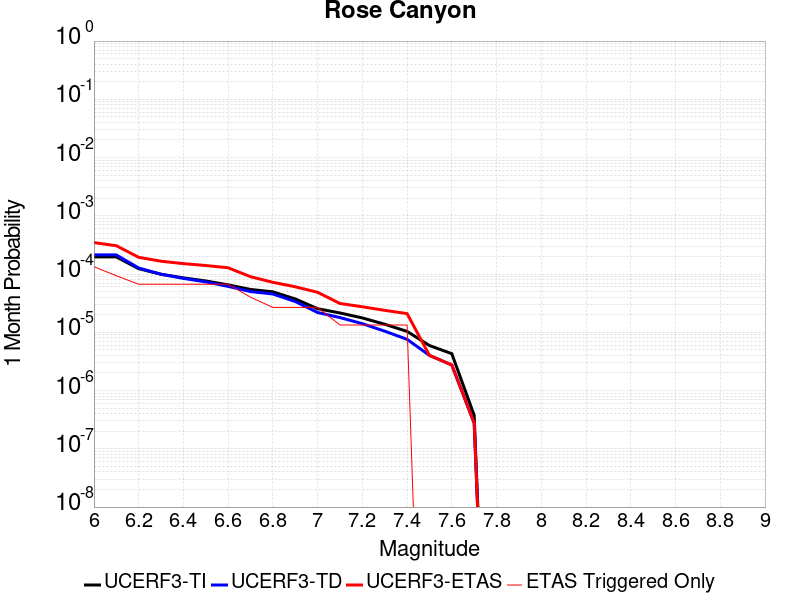 Rose Canyon
10^0
10^-1
10^-2
10^-3
10^-4
10^-5
10^-6
10^-7
10^-8
1 Month Probability
6 6.2 6.4 6.6 6.8 7 7.2 7.4 7.6 7.8 8 8.2 8.4 8.6 8.8 9
Magnitude
UCERF3-TI UCERF3-TD UCERF3-ETAS ETAS Triggered Only